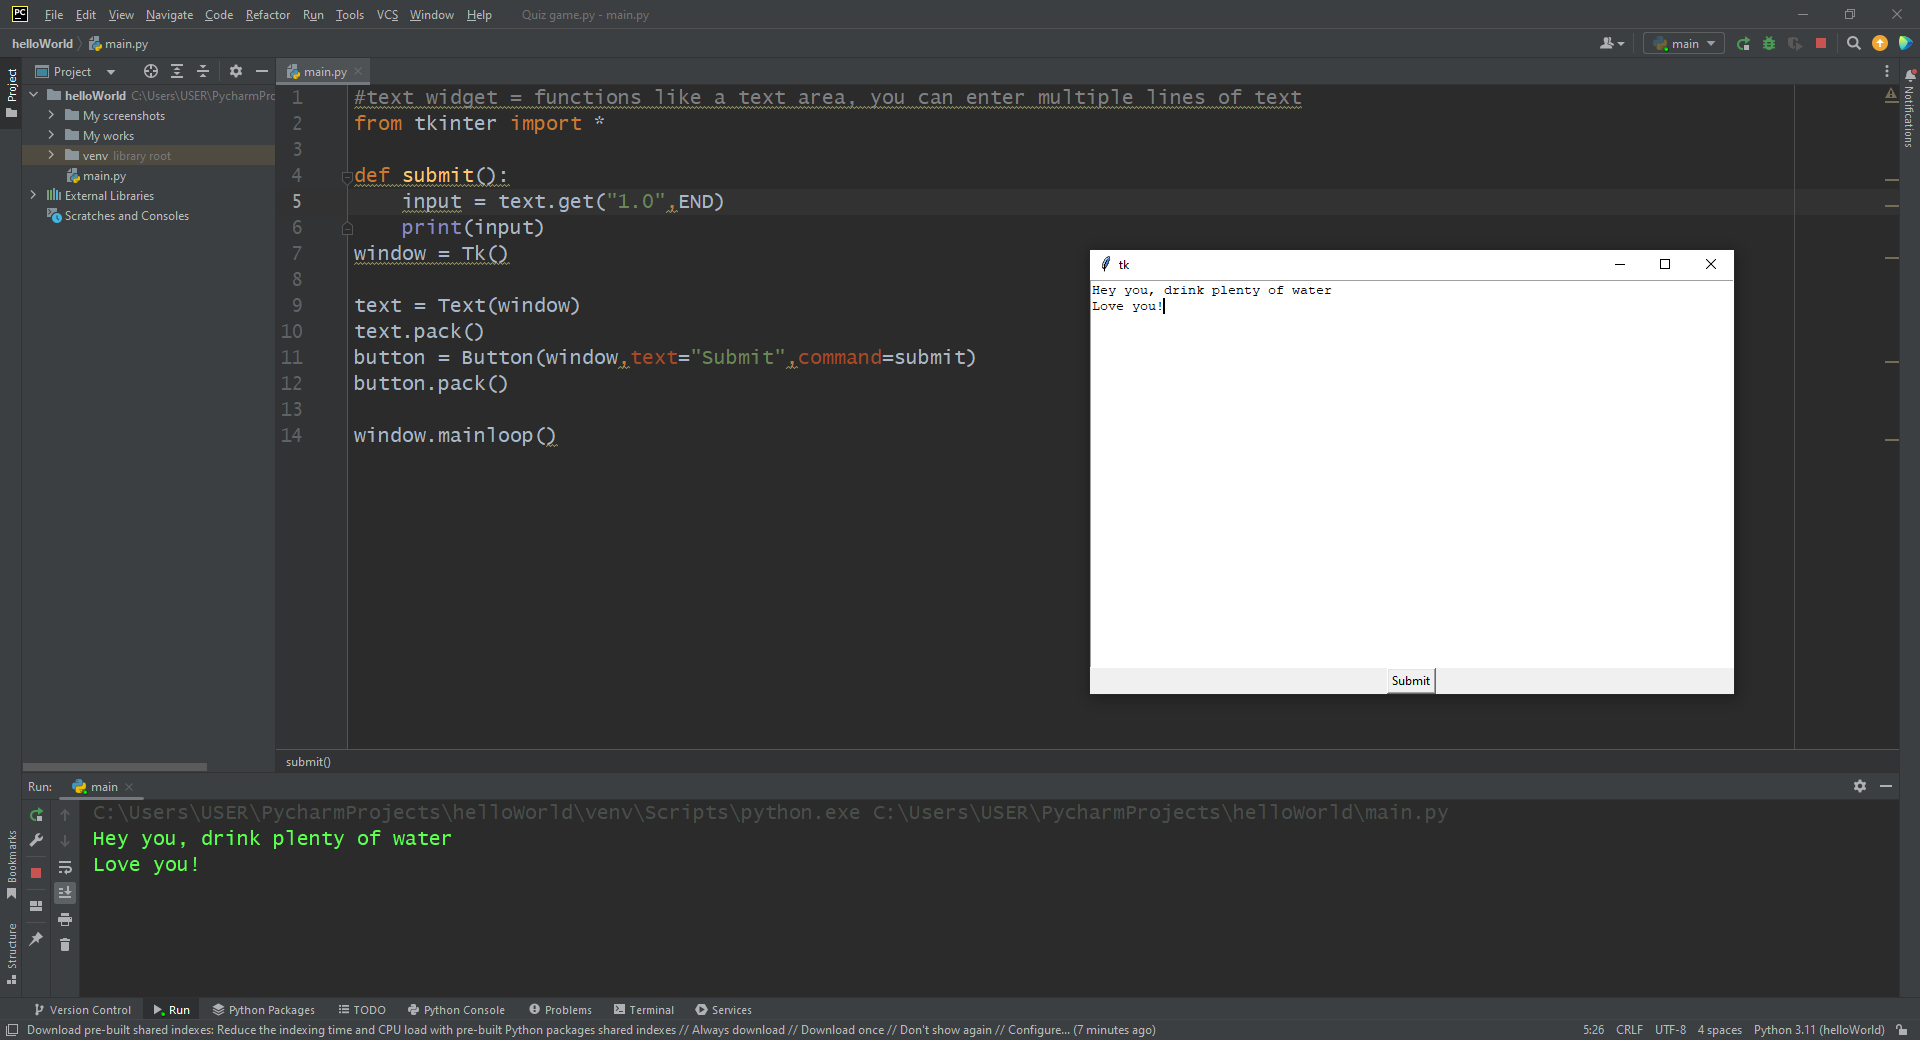 File Edit View Navigate Code Refactor Run Tools VCS Window Help Quiz game.py - main.py
helloWorld main.py
main
Project
main.py
Project
helloWorld C:\Users\USER\PycharmPro
My screenshots
My works
venv library root
main.py
External Libraries
Scratches and Consoles
1 #text widget = functions like a text area, you can enter multiple lines of text
2 from tkinter import *
3
4 def submit():
5     input = text.get("1.0",END)
6     print(input)
7 window = Tk()
8
9 text = Text(window)
10 text.pack()
11 button = Button(window,text="Submit",command=submit)
12 button.pack()
13
14 window.mainloop()
submit()
Notifications
tk
Hey you, drink plenty of water
Love you!
Submit
Run: main
C:\Users\USER\PycharmProjects\helloWorld\venv\Scripts\python.exe C:\Users\USER\PycharmProjects\helloWorld\main.py
Hey you, drink plenty of water
Love you!
Bookmarks
Structure
Version Control Run Python Packages TODO Python Console Problems Terminal Services
Download pre-built shared indexes: Reduce the indexing time and CPU load with pre-built Python packages shared indexes // Always download // Download once // Don't show again // Configure... (7 minutes ago) 5:26 CRLF UTF-8 4 spaces Python 3.11 (helloWorld)